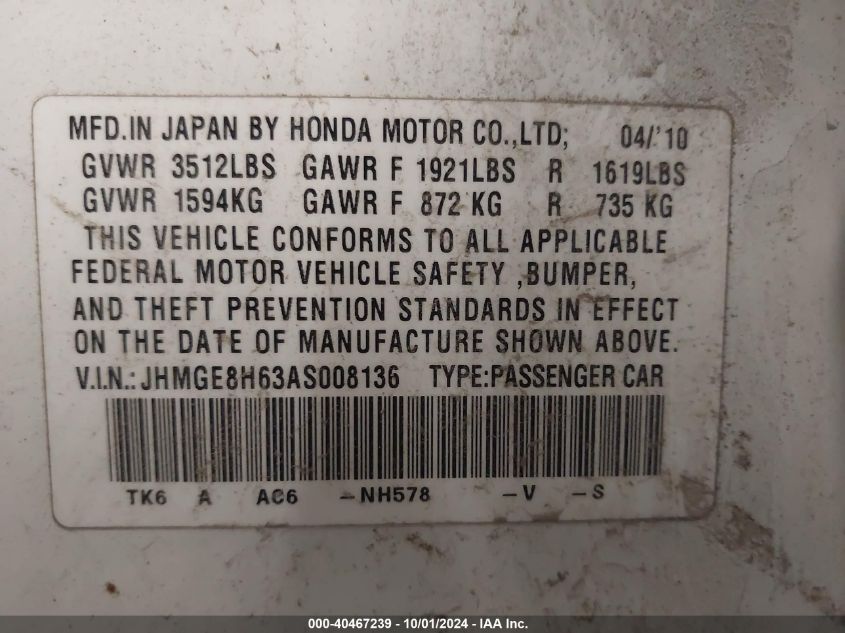 MFD.IN JAPAN BY HONDA MOTOR CO.,LTD; 04/'10
GVWR 3512LBS GAWR F 1921LBS R 1619LBS
GVWR 1594KG GAWR F 872 KG R 735 KG
THIS VEHICLE CONFORMS TO ALL APPLICABLE
FEDERAL MOTOR VEHICLE SAFETY ,BUMPER,
AND THEFT PREVENTION STANDARDS IN EFFECT
ON THE DATE OF MANUFACTURE SHOWN ABOVE.
V.I.N.: JHMGE8H63AS008136 TYPE:PASSENGER CAR
TK6 A AC6 -NH578 -V -S
000-40467239 - 10/01/2024 - IAA Inc.